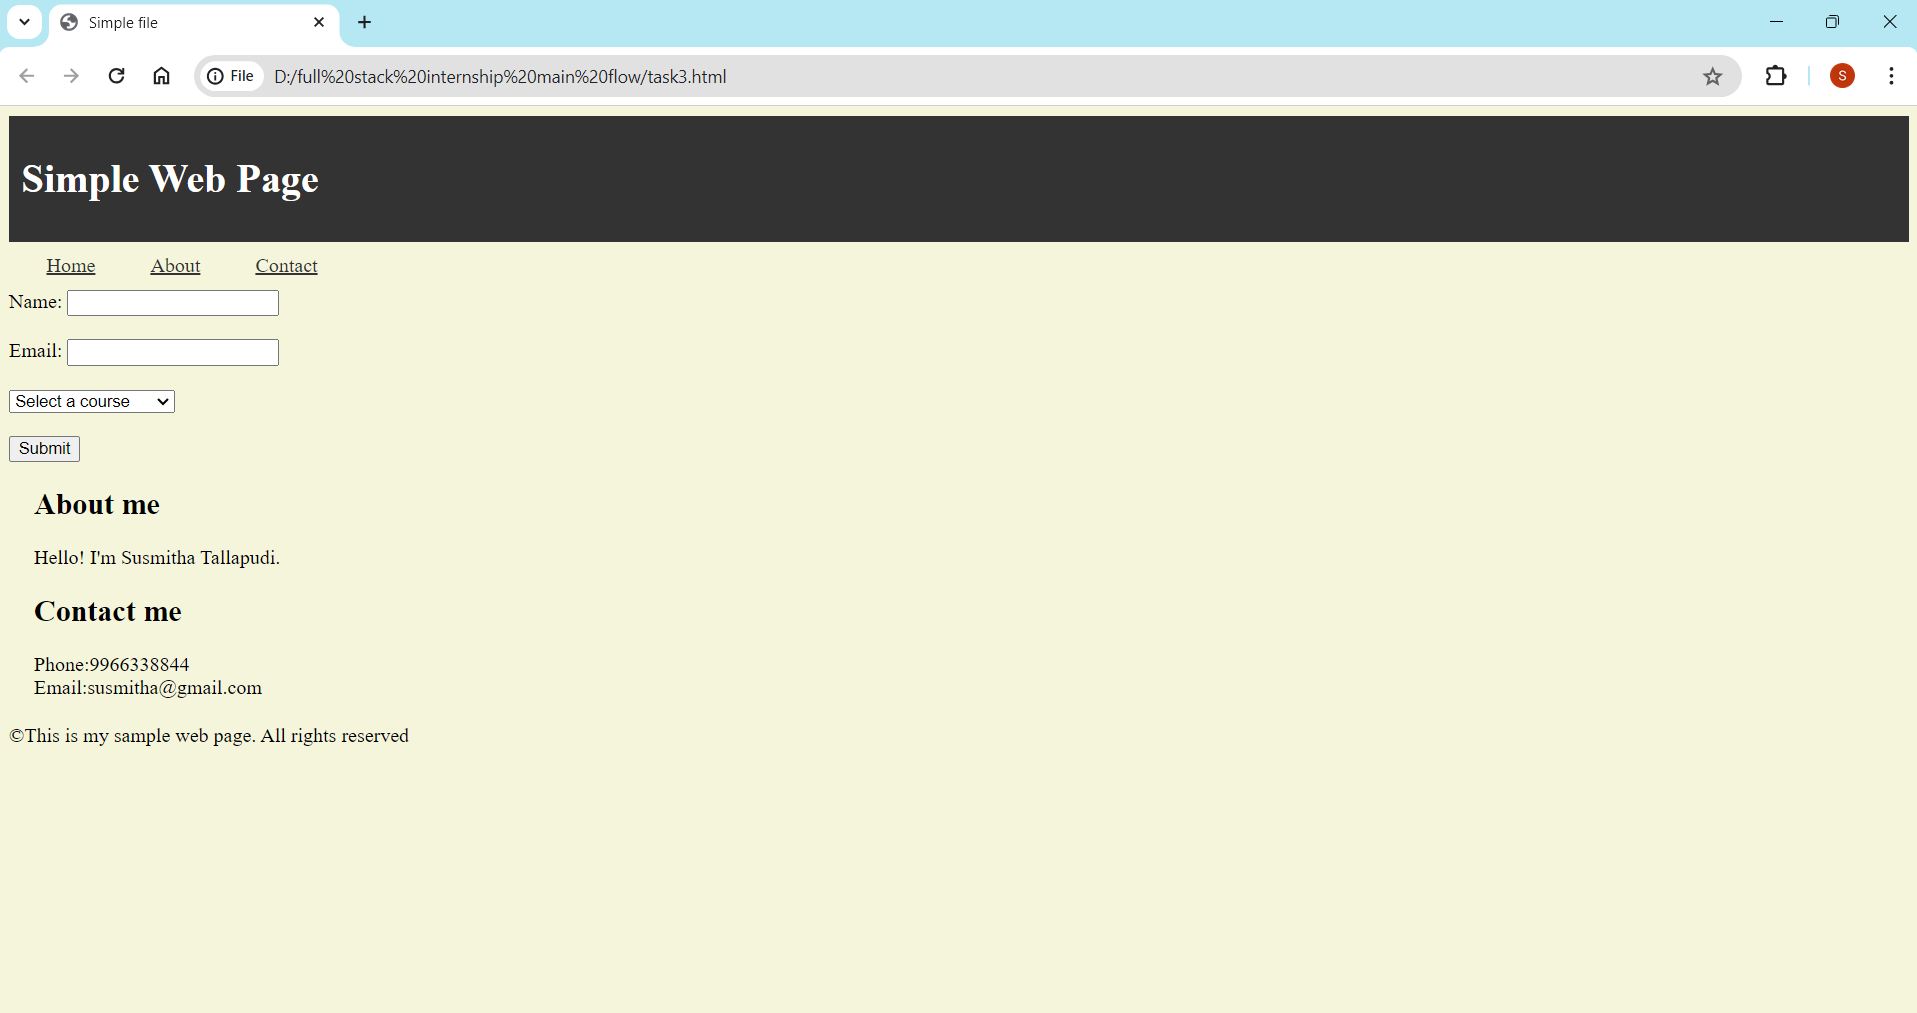 Simple file
File D:/full%20stack%20internship%20main%20flow/task3.html
S
Simple Web Page
Home About Contact
Name:
Email:
Select a course
Submit
About me
Hello! I'm Susmitha Tallapudi.
Contact me
Phone:9966338844
Email:susmitha@gmail.com
©This is my sample web page. All rights reserved